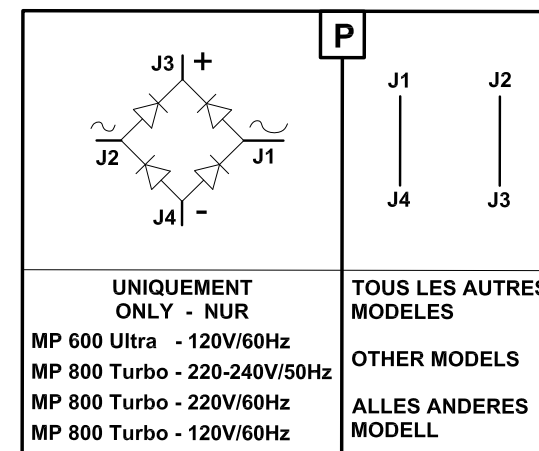 P
J3 +
J2
J1
J4 -
J1 J2
J4 J3
UNIQUEMENT
ONLY - NUR
MP 600 Ultra - 120V/60Hz
MP 800 Turbo - 220-240V/50Hz
MP 800 Turbo - 220V/60Hz
MP 800 Turbo - 120V/60Hz
TOUS LES AUTRES
MODELES
OTHER MODELS
ALLES ANDERES
MODELL